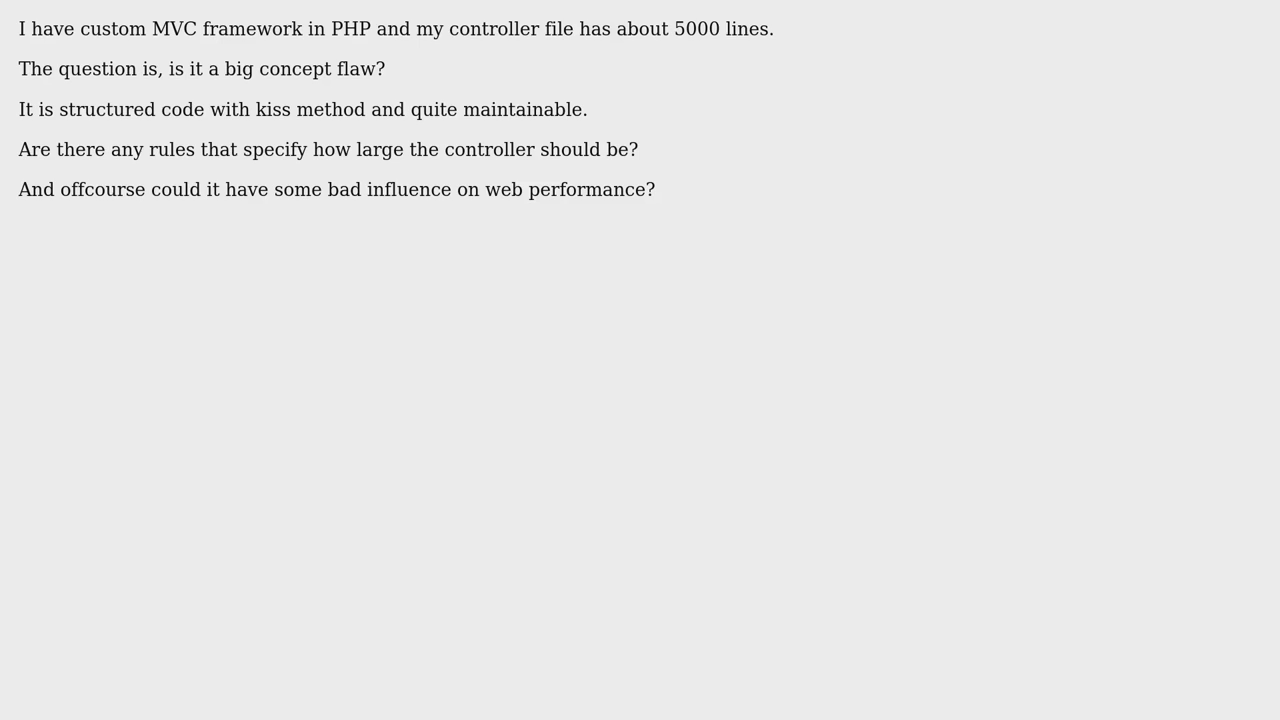 I have custom MVC framework in PHP and my controller file has about 5000 lines.
The question is, is it a big concept flaw?
It is structured code with kiss method and quite maintainable.
Are there any rules that specify how large the controller should be?
And offcourse could it have some bad influence on web performance?